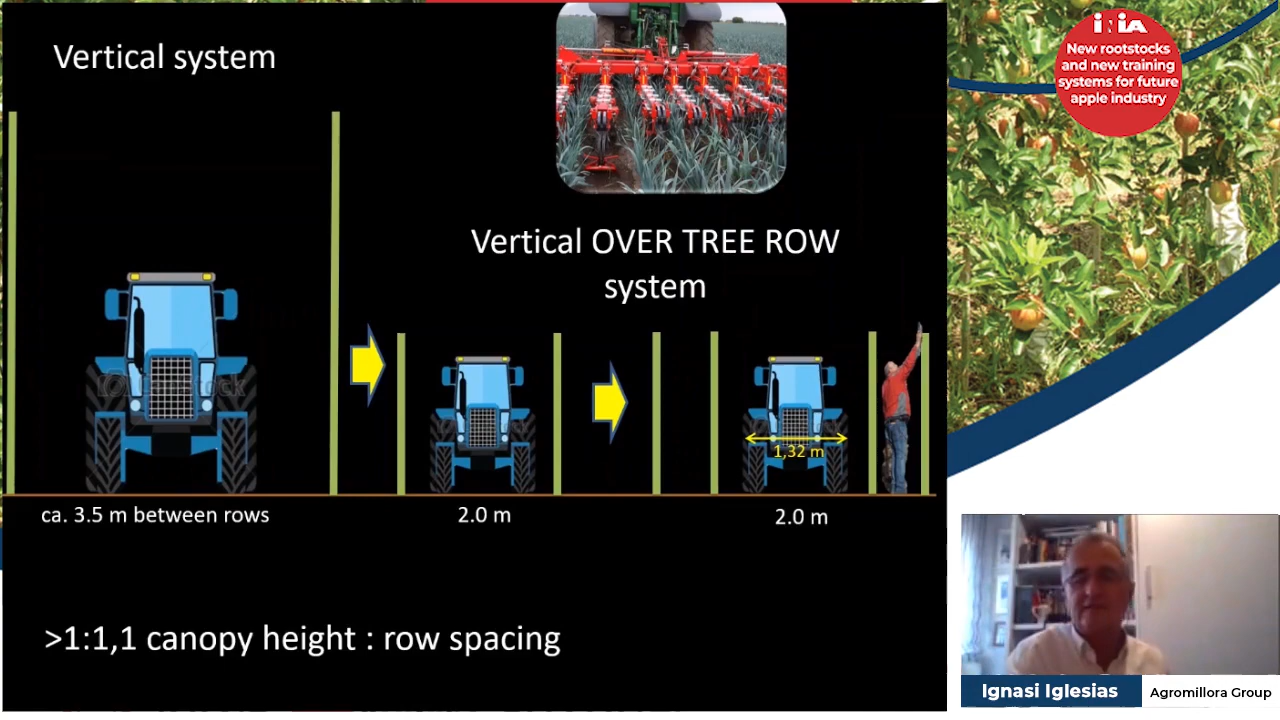 Vertical system
Vertical OVER TREE ROW
system
1,32 m
ca. 3.5 m between rows
2.0 m
2.0 m
>1:1,1 canopy height : row spacing
iNiA
New rootstocks
and new training
systems for future
apple industry
Ignasi Iglesias
Agromillora Group